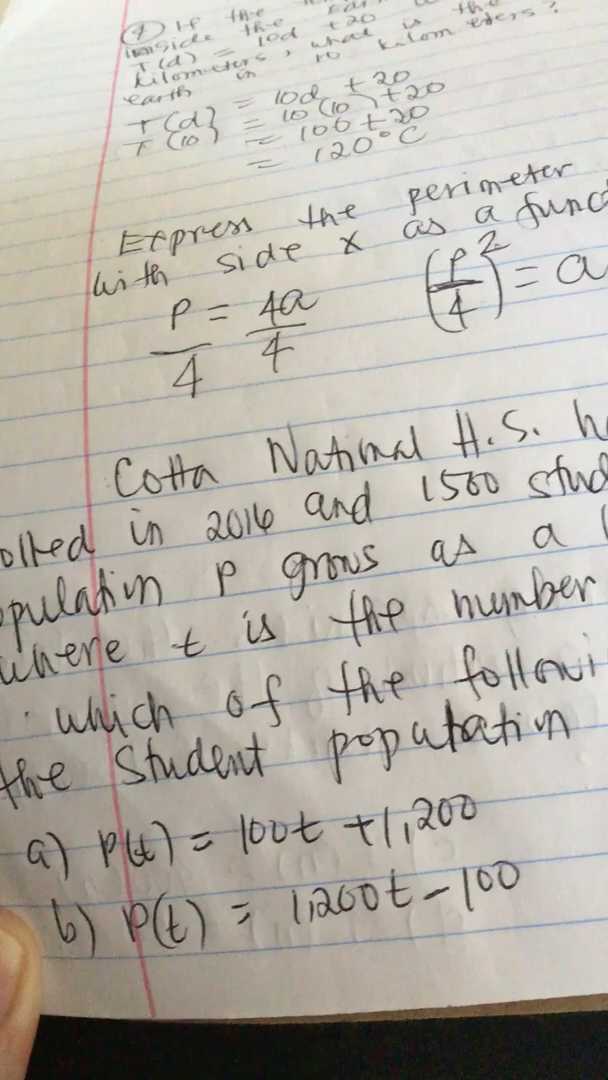 ④ If the
inside the
T(d) = 10d + 20
kilometers, what is the
earth in 10 kilometers?
T(d) = 10d + 20
T(10) = 10(10) + 20
= 100 + 20
= 120°C
Express the perimeter
with side x as a func
P/4 = 4a/4 (P/4)² = a
Cotta National H.S. h
olled in 2016 and 1500 stud
opulation p grows as a l
where t is the number
. which of the followi
the student population
a) P(t) = 100t + 1,200
b) P(t) = 1,200t - 100